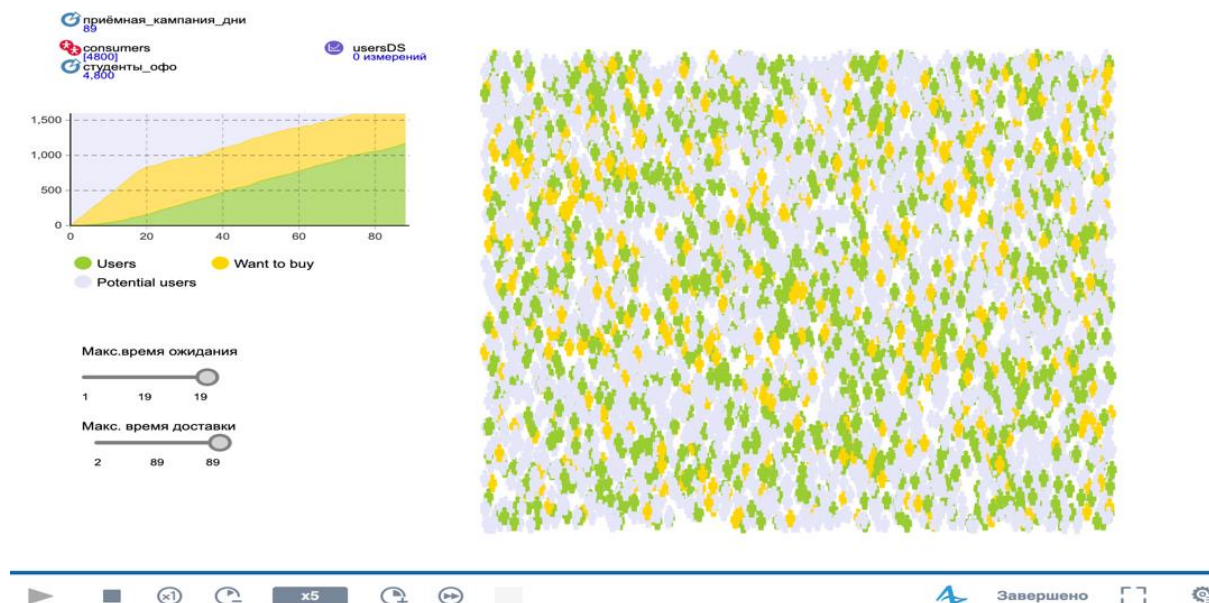 приёмная_кампания_дни
89
consumers
[4800]
usersDS
0 измерений
студенты_офо
4,800
1,500
1,000
500
0
0 20 40 60 80
Users
Want to buy
Potential users
Макс.время ожидания
1 19 19
Макс. время доставки
2 89 89
x1
x5
Завершено